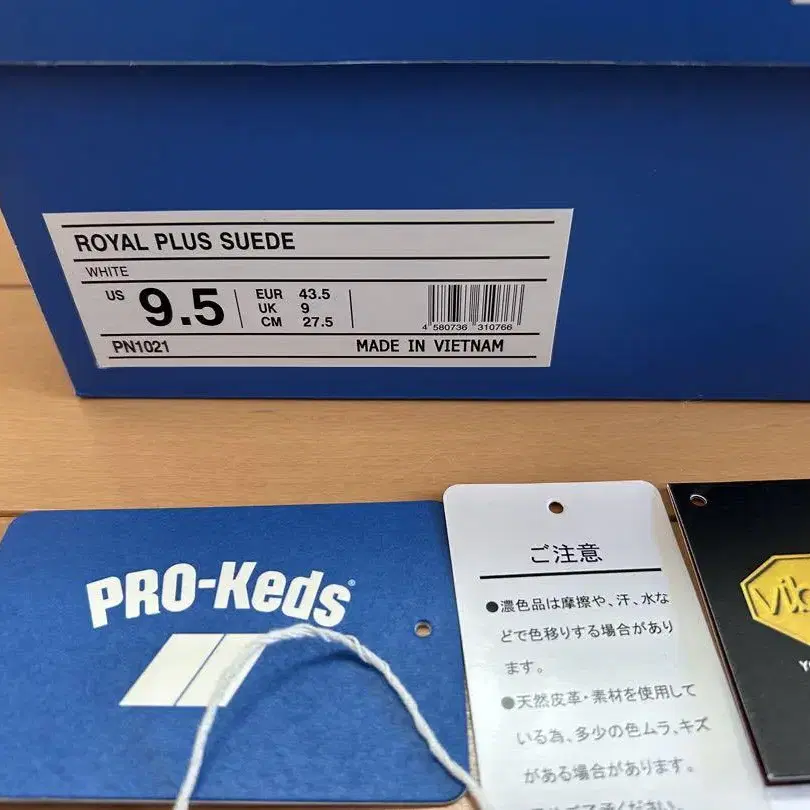 ROYAL PLUS SUEDE
WHITE
US 9.5
EUR 43.5
UK 9
CM 27.5
4 580736 310766
PN1021 MADE IN VIETNAM
PRO-Keds®
ご注意
●濃色品は摩擦や、汗、水な
どで色移りする場合があり
ます。
●天然皮革・素材を使用して
いる為、多少の色ムラ、キズ
がある場合があります。